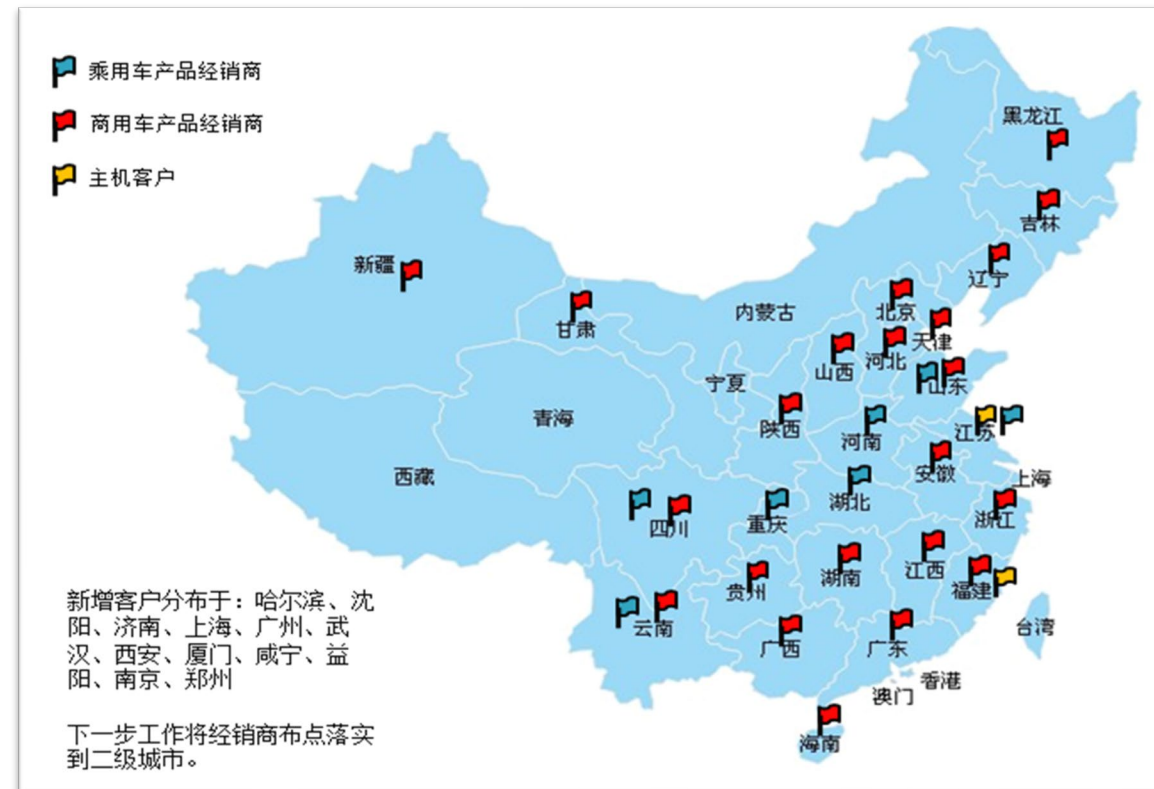 乘用车产品经销商
商用车产品经销商
主机客户
黑龙江
吉林
辽宁
新疆
甘肃
内蒙古
北京
天津
河北
山西
山东
宁夏
青海
陕西
河南
江苏
安徽
西藏
上海
湖北
四川
重庆
浙江
江西
湖南
贵州
福建
云南
广西
广东
台湾
香港
澳门
海南
新增客户分布于：哈尔滨、沈
阳、济南、上海、广州、武
汉、西安、厦门、咸宁、益
阳、南京、郑州
下一步工作将经销商布点落实
到二级城市。